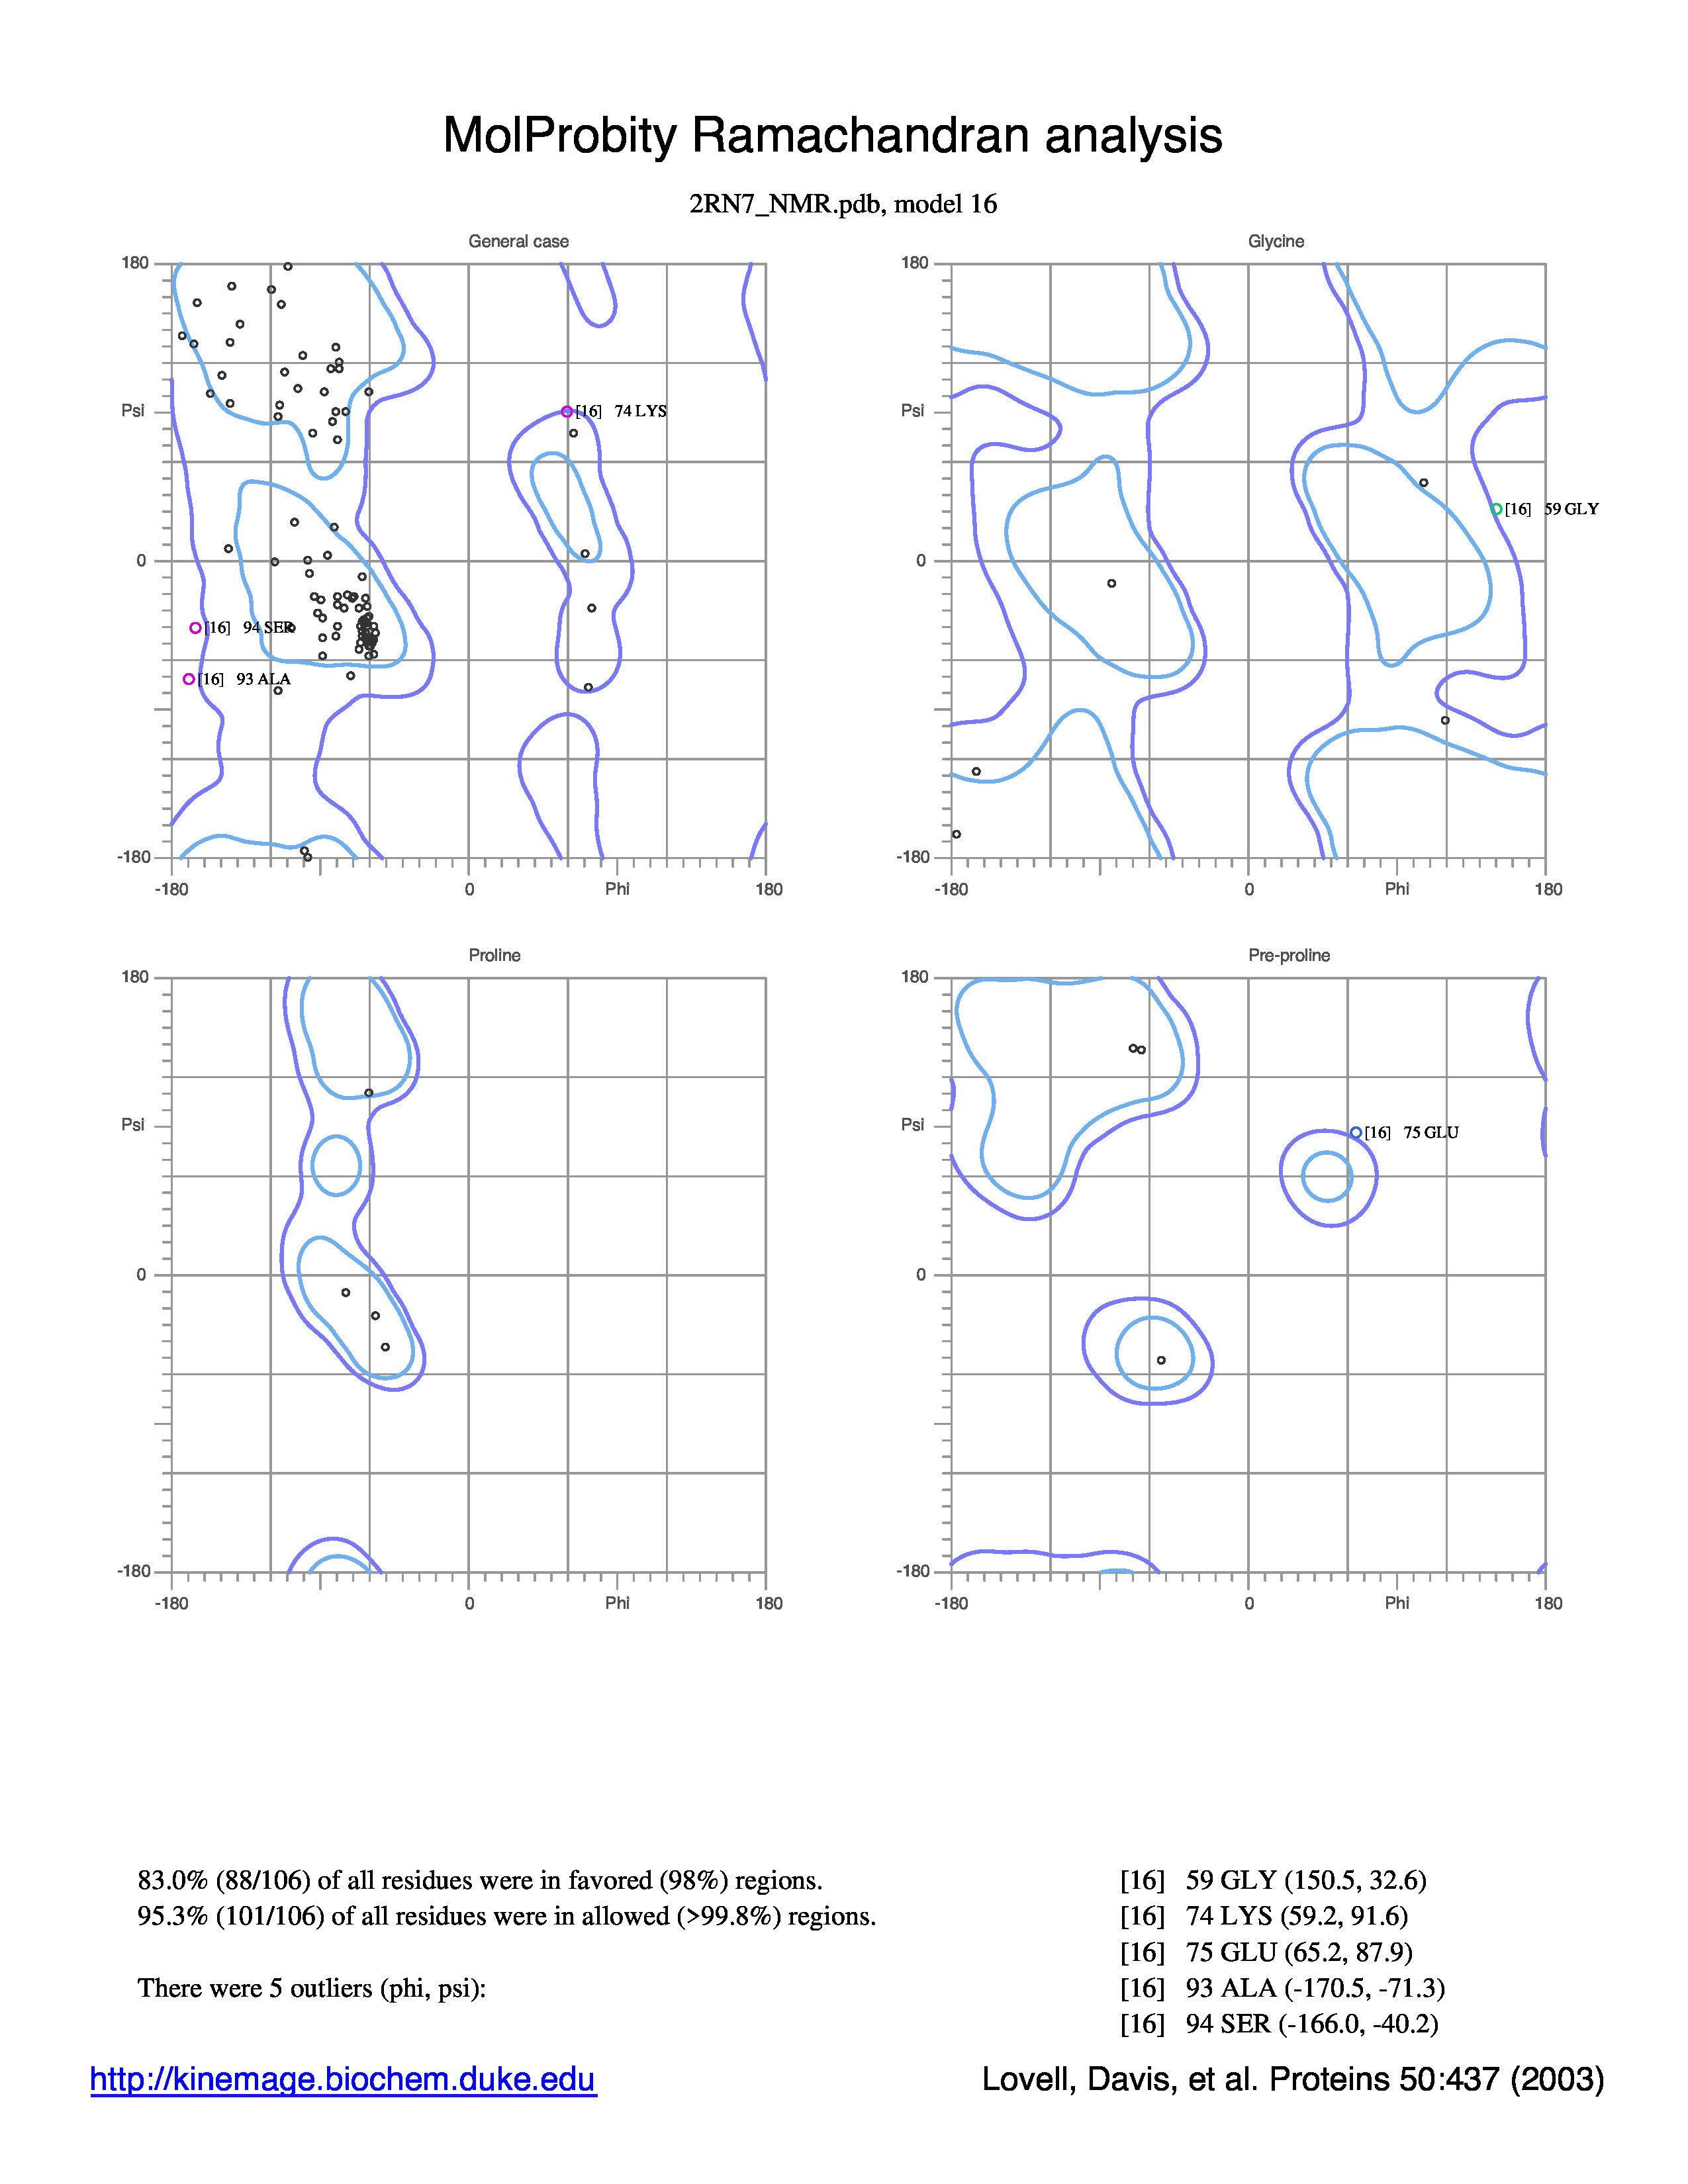 MolProbity Ramachandran analysis
2RN7_NMR.pdb, model 16
General case
180
Psi
0
-180
-180
0
Phi
180
[16] 74 LYS
[16] 94 SER
[16] 93 ALA
Glycine
180
Psi
0
-180
-180
0
Phi
180
[16] 59 GLY
Proline
180
Psi
0
-180
-180
0
Phi
180
Pre-proline
180
Psi
0
-180
-180
0
Phi
180
[16] 75 GLU
83.0% (88/106) of all residues were in favored (98%) regions.
95.3% (101/106) of all residues were in allowed (>99.8%) regions.
There were 5 outliers (phi, psi):
[16] 59 GLY (150.5, 32.6)
[16] 74 LYS (59.2, 91.6)
[16] 75 GLU (65.2, 87.9)
[16] 93 ALA (-170.5, -71.3)
[16] 94 SER (-166.0, -40.2)
http://kinemage.biochem.duke.edu
Lovell, Davis, et al. Proteins 50:437 (2003)